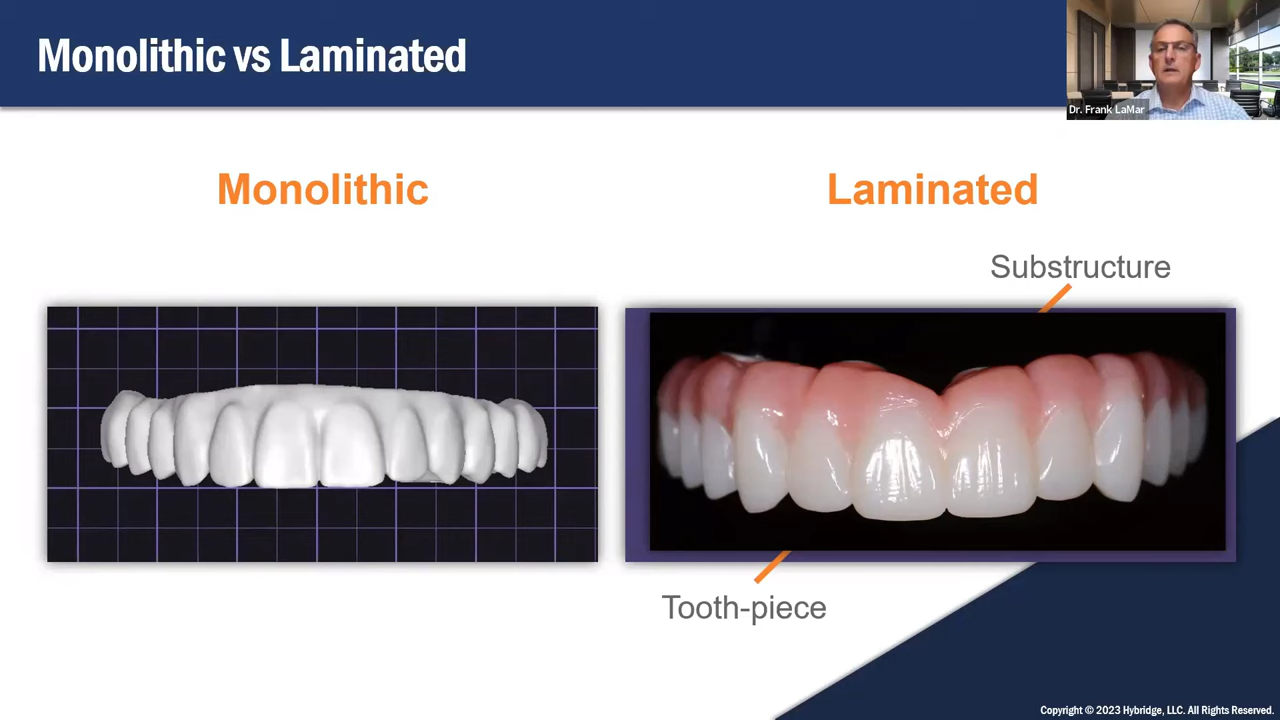 Monolithic vs Laminated
Dr. Frank LaMar
Monolithic
Laminated
Substructure
Tooth-piece
Copyright © 2023 Hybridge, LLC. All Rights Reserved.